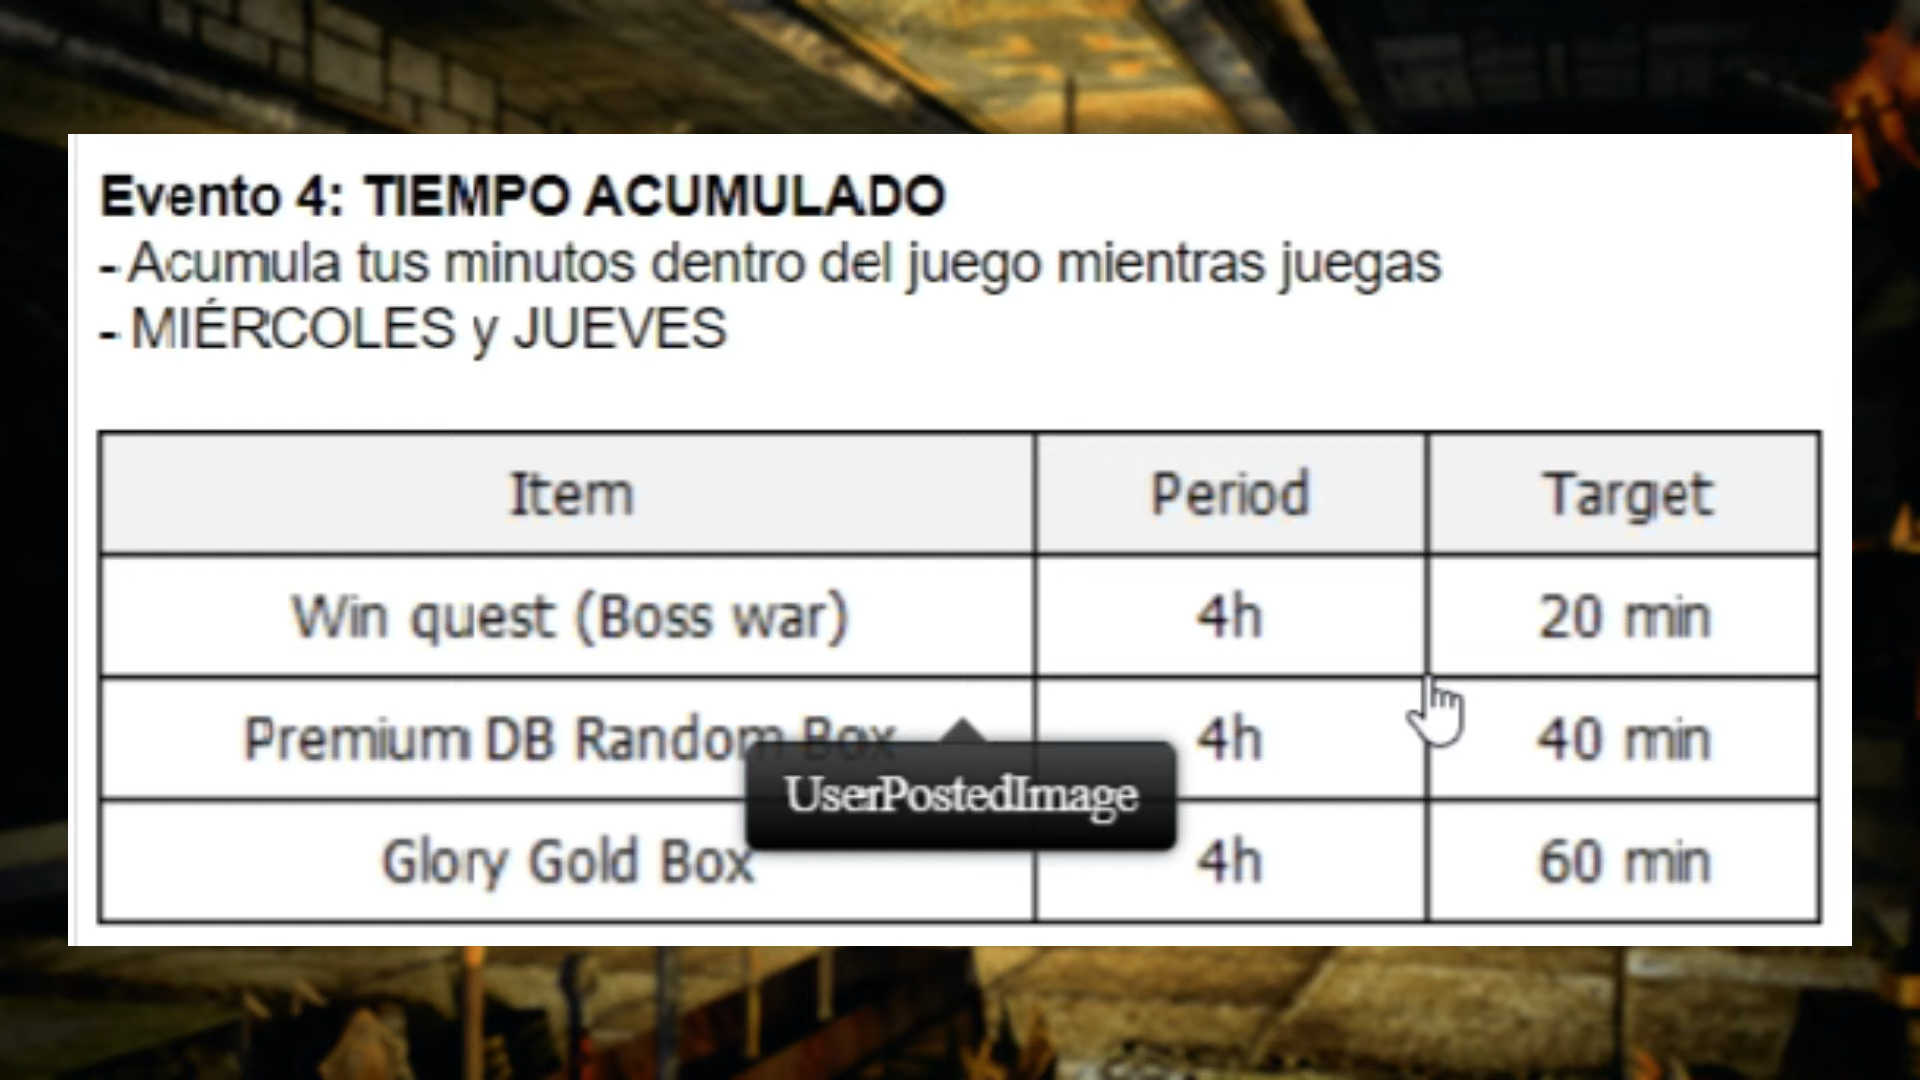 Evento 4: TIEMPO ACUMULADO
- Acumula tus minutos dentro del juego mientras juegas
- MIÉRCOLES y JUEVES
Item Period Target
Win quest (Boss war) 4h 20 min
Premium DB Random Box 4h 40 min
UserPostedImage
Glory Gold Box 4h 60 min